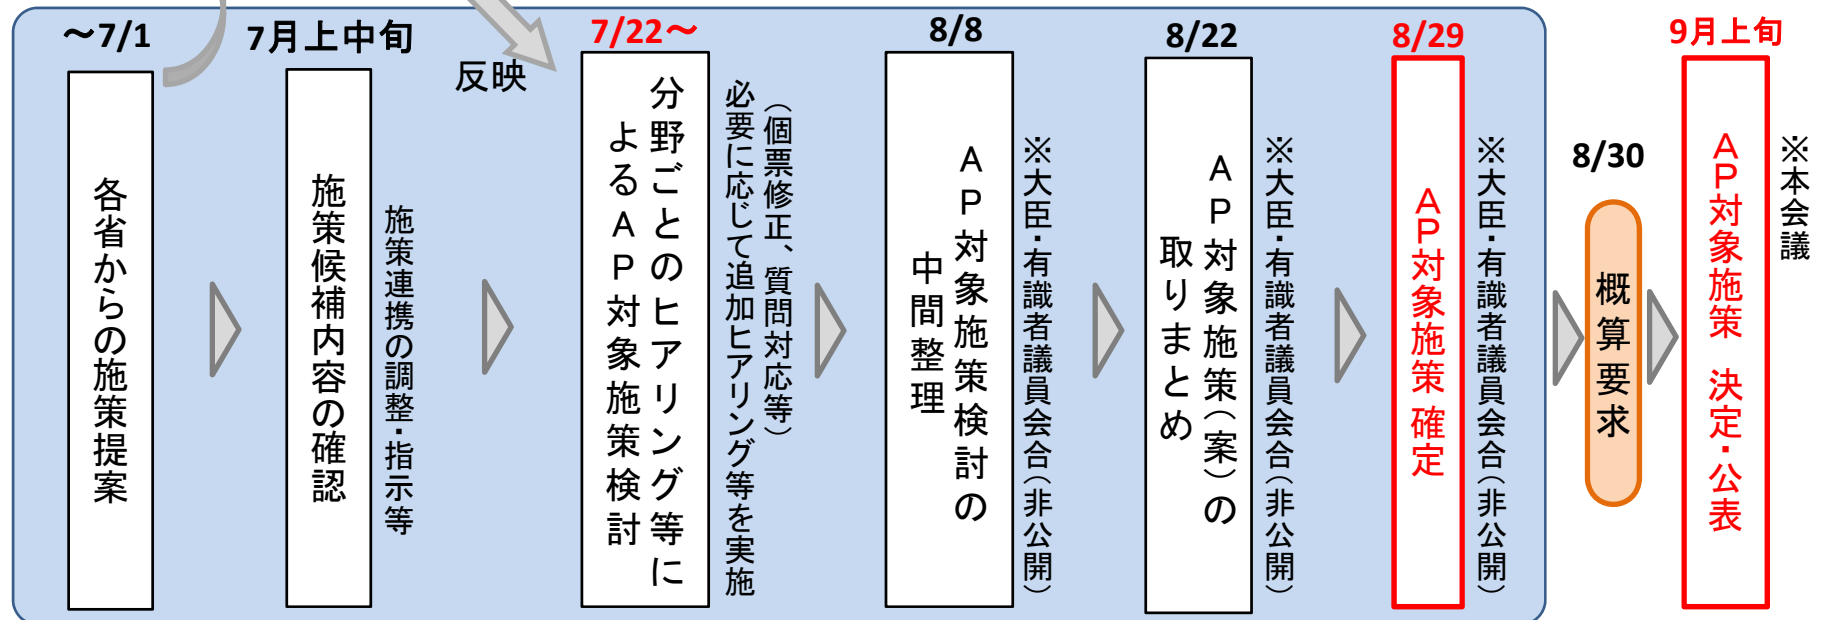 ～7/1
各省からの施策提案
7月上中旬
施策候補内容の確認
施策連携の調整・指示等
反映
7/22～
分野ごとのヒアリング等に
よるＡＰ対象施策検討
（個票修正、質問対応等）
必要に応じて追加ヒアリング等を実施
8/8
ＡＰ対象施策検討の
中間整理
※大臣・有識者議員会合（非公開）
8/22
ＡＰ対象施策（案）の
取りまとめ
※大臣・有識者議員会合（非公開）
8/29
ＡＰ対象施策 確定
※大臣・有識者議員会合（非公開）
8/30
概算要求
9月上旬
ＡＰ対象施策　決定・公表
※本会議